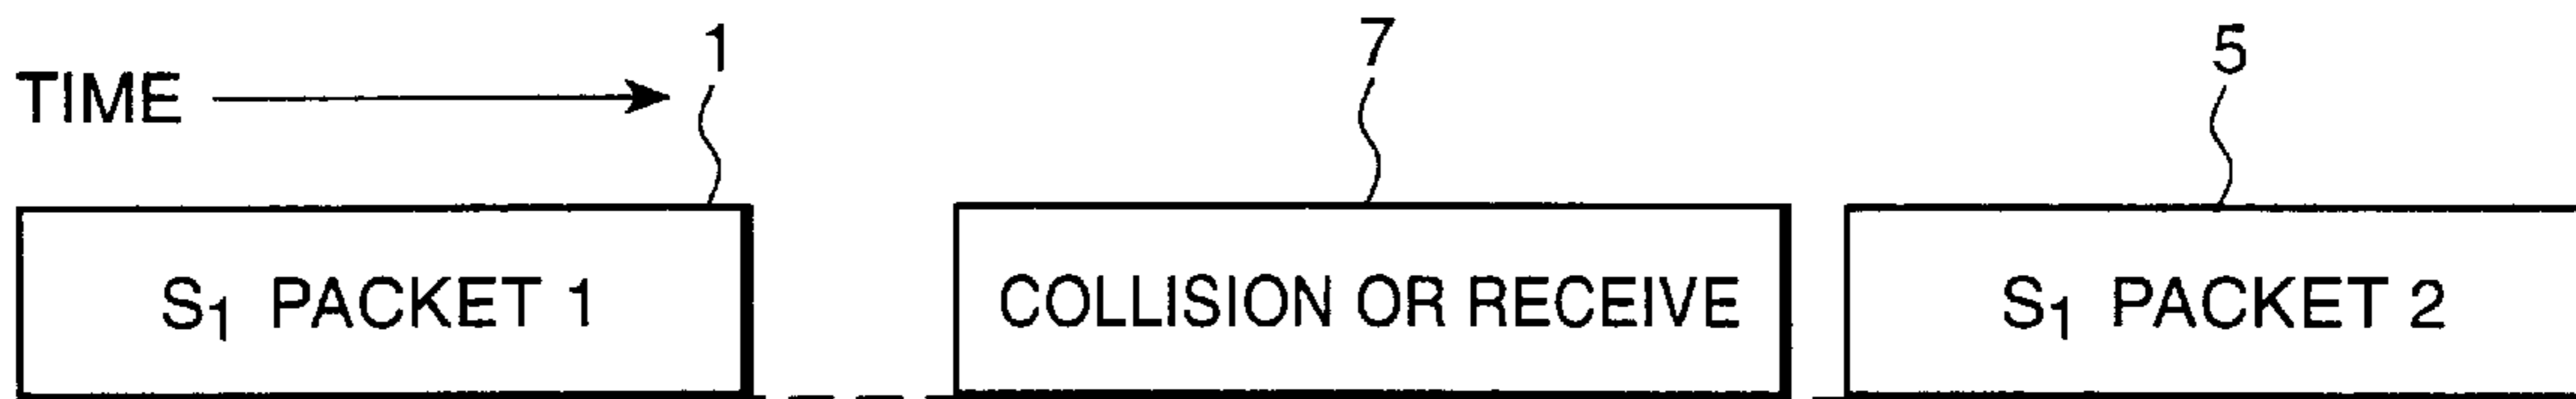 1 7 5
TIME
S₁ PACKET 1 COLLISION OR RECEIVE S₁ PACKET 2